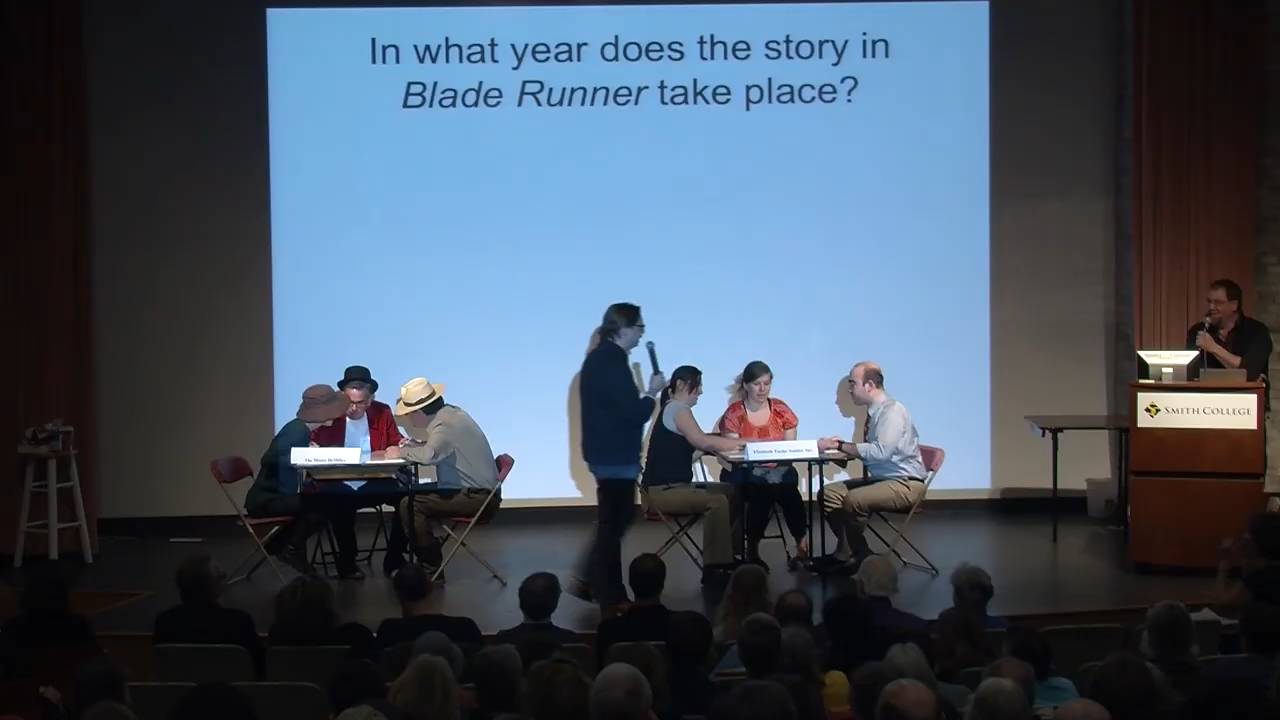 In what year does the story in
Blade Runner take place?
SMITH COLLEGE